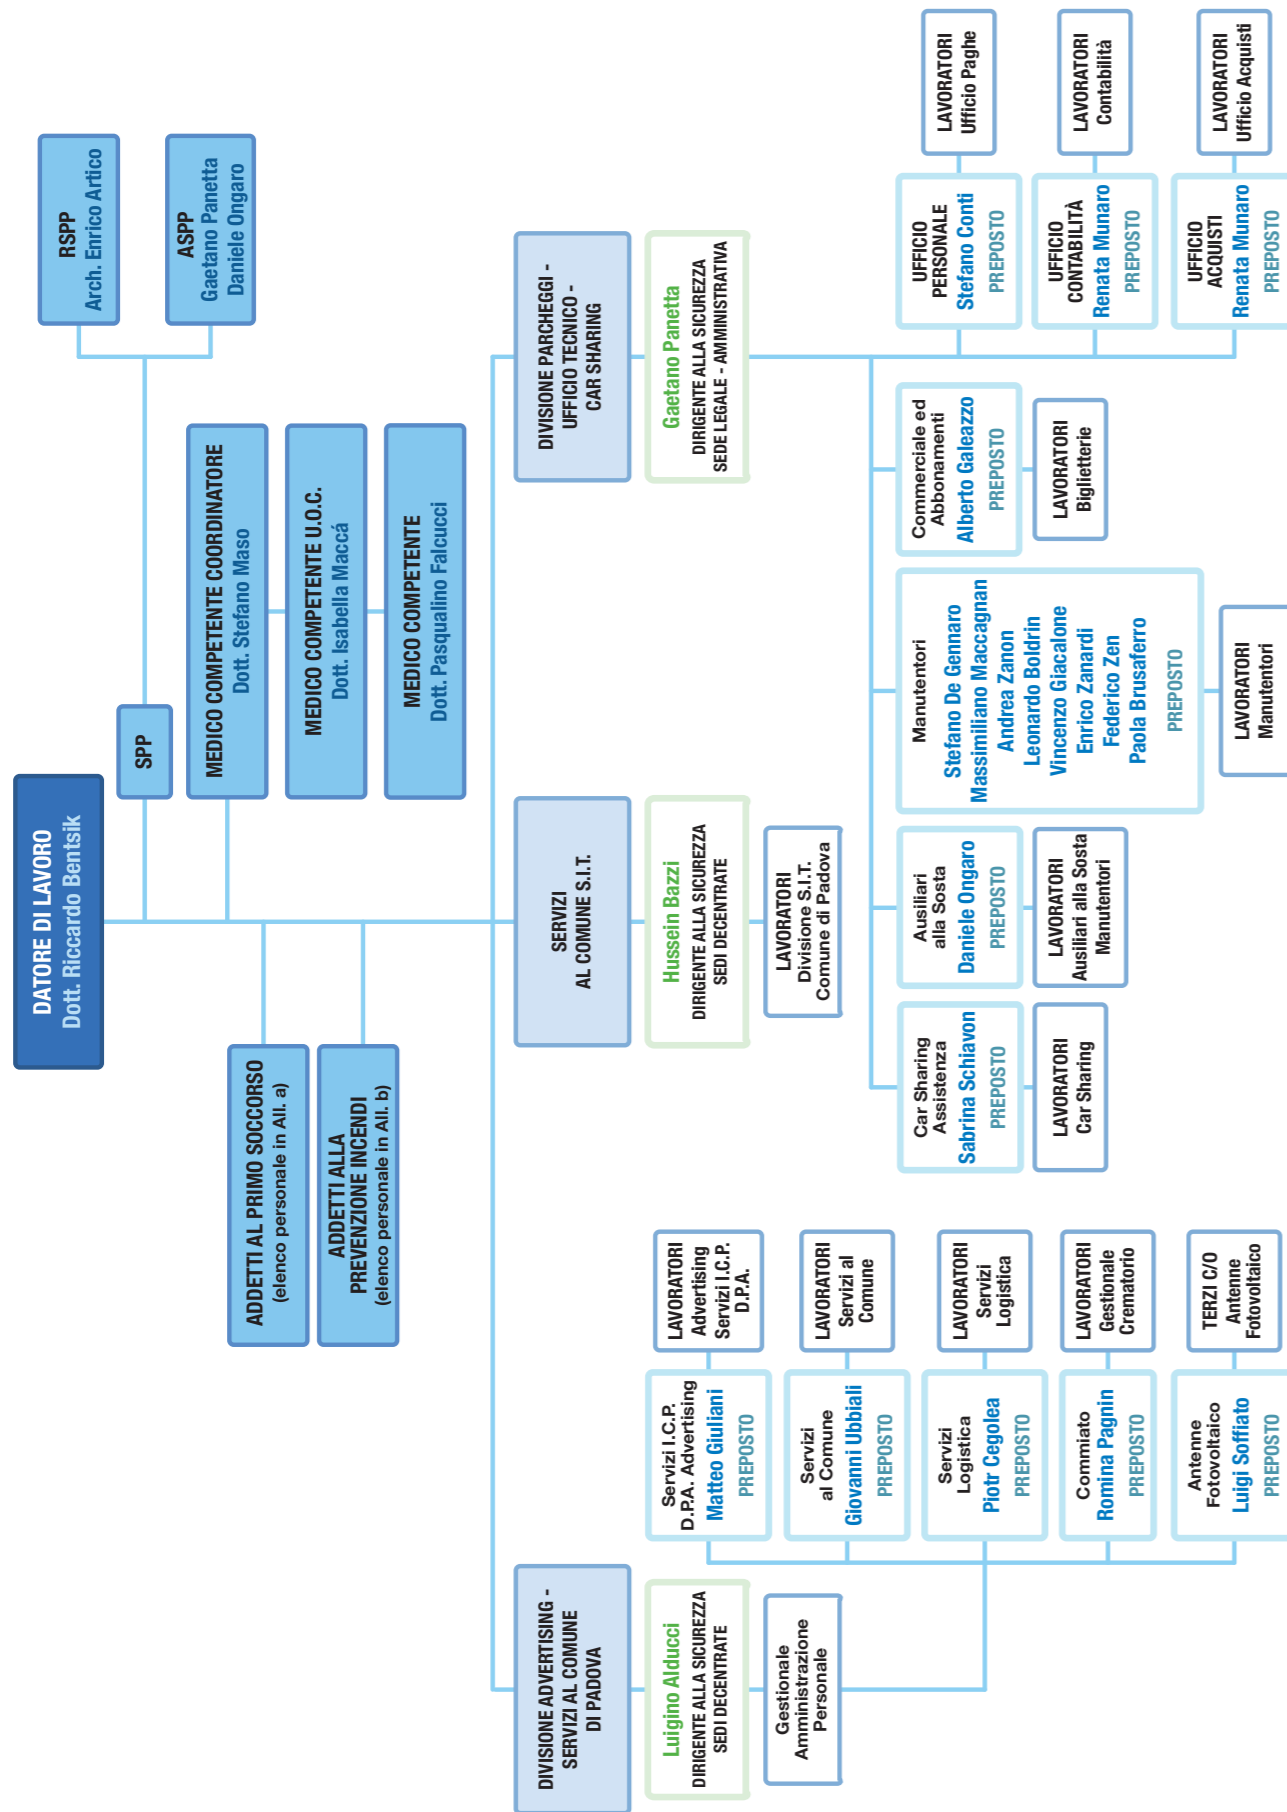 DATORE DI LAVORO
Dott. Riccardo Bentsik
SPP
RSPP
Arch. Enrico Artico
ASPP
Gaetano Panetta
Daniele Ongaro
MEDICO COMPETENTE COORDINATORE
Dott. Stefano Maso
MEDICO COMPETENTE U.O.C.
Dott. Isabella Maccá
MEDICO COMPETENTE
Dott. Pasqualino Falcucci
ADDETTI AL PRIMO SOCCORSO
(elenco personale in All. a)
ADDETTI ALLA
PREVENZIONE INCENDI
(elenco personale in All. b)
DIVISIONE ADVERTISING -
SERVIZI AL COMUNE
DI PADOVA
Luigino Alducci
DIRIGENTE ALLA SICUREZZA
SEDI DECENTRATE
Gestionale
Amministrazione
Personale
Servizi I.C.P.
D.P.A. Advertising
Matteo Giuliani
PREPOSTO
LAVORATORI
Advertising
Servizi I.C.P.
D.P.A.
Servizi
al Comune
Giovanni Ubbiali
PREPOSTO
LAVORATORI
Servizi al
Comune
Servizi
Logistica
Piotr Cegolea
PREPOSTO
LAVORATORI
Servizi
Logistica
Commiato
Romina Pagnin
PREPOSTO
LAVORATORI
Gestionale
Crematorio
Antenne
Fotovoltaico
Luigi Soffiato
PREPOSTO
TERZI C/O
Antenne
Fotovoltaico
SERVIZI
AL COMUNE S.I.T.
Hussein Bazzi
DIRIGENTE ALLA SICUREZZA
SEDI DECENTRATE
LAVORATORI
Divisione S.I.T.
Comune di Padova
DIVISIONE PARCHEGGI -
UFFICIO TECNICO -
CAR SHARING
Gaetano Panetta
DIRIGENTE ALLA SICUREZZA
SEDE LEGALE - AMMINISTRATIVA
Car Sharing
Assistenza
Sabrina Schiavon
PREPOSTO
LAVORATORI
Car Sharing
Ausiliari
alla Sosta
Daniele Ongaro
PREPOSTO
LAVORATORI
Ausiliari alla Sosta
Manutentori
Manutentori
Stefano De Gennaro
Massimiliano Maccagnan
Andrea Zanon
Leonardo Boldrin
Vincenzo Giacalone
Enrico Zanardi
Federico Zen
Paola Brusaferro
PREPOSTO
LAVORATORI
Manutentori
Commerciale ed
Abbonamenti
Alberto Galeazzo
PREPOSTO
LAVORATORI
Biglietterie
UFFICIO
PERSONALE
Stefano Conti
PREPOSTO
LAVORATORI
Ufficio Paghe
UFFICIO
CONTABILITÀ
Renata Munaro
PREPOSTO
LAVORATORI
Contabilità
UFFICIO
ACQUISTI
Renata Munaro
PREPOSTO
LAVORATORI
Ufficio Acquisti